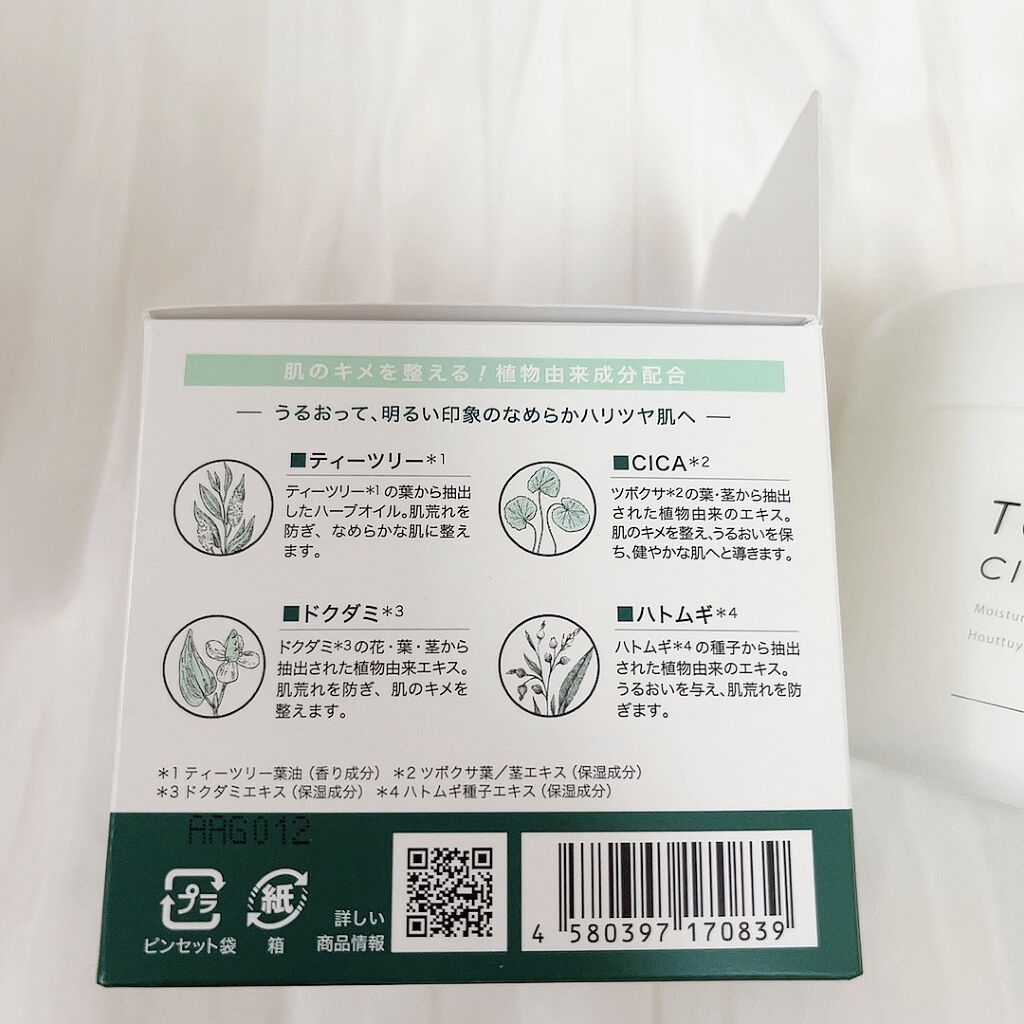 肌のキメを整える!植物由来成分配合
― うるおって、明るい印象のなめらかハリツヤ肌へ ―
■ティーツリー*1
ティーツリー*1の葉から抽出
したハーブオイル。肌荒れを
防ぎ、なめらかな肌に整え
ます。
■CICA*2
ツボクサ*2の葉・茎から抽出
された植物由来のエキス。
肌のキメを整え、うるおいを保
ち、健やかな肌へと導きます。
■ドクダミ*3
ドクダミ*3の花・葉・茎から
抽出された植物由来エキス。
肌荒れを防ぎ、肌のキメを
整えます。
■ハトムギ*4
ハトムギ*4の種子から抽出
された植物由来のエキス。
うるおいを与え、肌荒れを防
ぎます。
*1 ティーツリー葉油(香り成分) *2 ツボクサ葉/茎エキス(保湿成分)
*3 ドクダミエキス(保湿成分) *4 ハトムギ種子エキス(保湿成分)
AAG012
プラ
ピンセット袋
紙
箱
詳しい
商品情報
4 580397 170839
Moistur
Houttuy